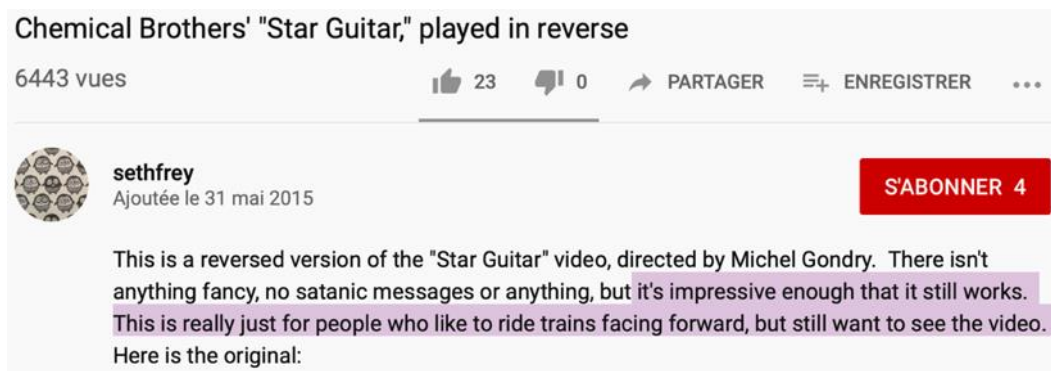 Chemical Brothers' "Star Guitar," played in reverse
6443 vues 23 0 PARTAGER ENREGISTRER
sethfrey
Ajoutée le 31 mai 2015
S'ABONNER 4
This is a reversed version of the "Star Guitar" video, directed by Michel Gondry. There isn't
anything fancy, no satanic messages or anything, but it's impressive enough that it still works.
This is really just for people who like to ride trains facing forward, but still want to see the video.
Here is the original: